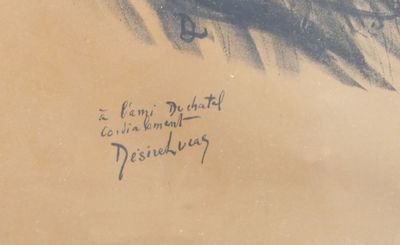 à l'ami Duchatel
cordialement
Désiré Lucas